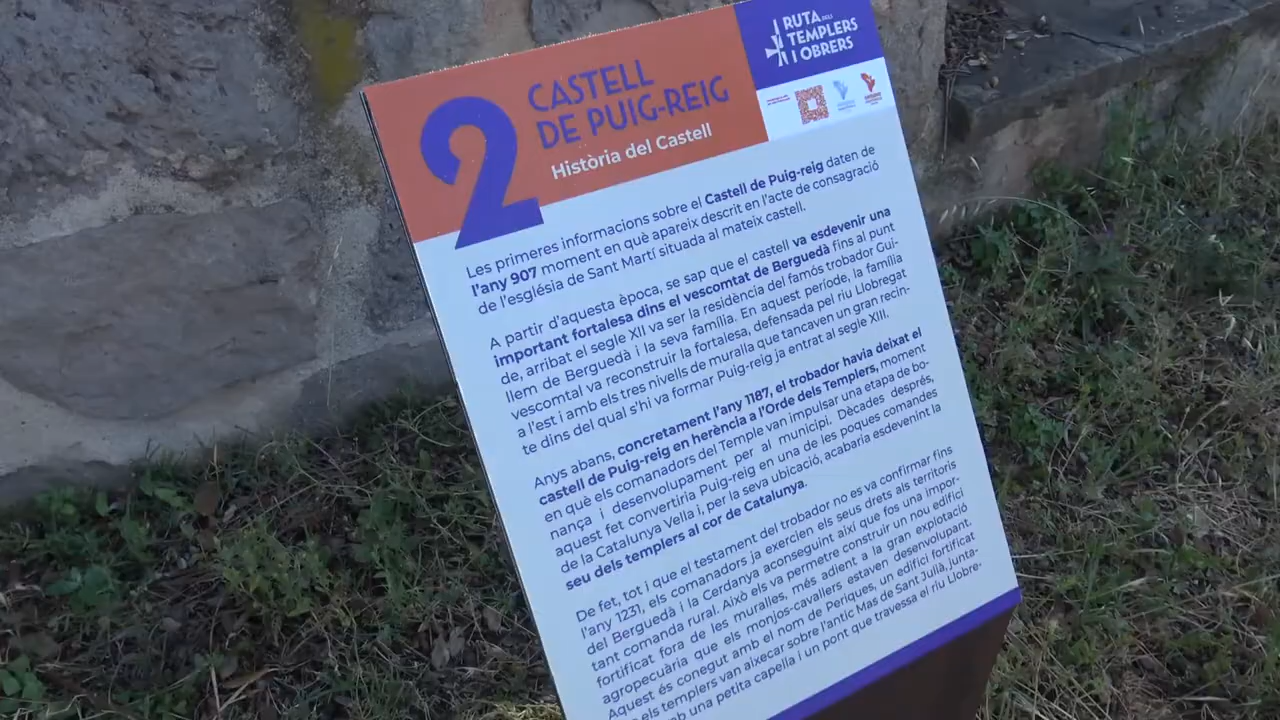 2
CASTELL
DE PUIG-REIG
Història del Castell
RUTA DELS
TEMPLERS
I OBRERS
Les primeres informacions sobre el Castell de Puig-reig daten de
l'any 907 moment en què apareix descrit en l'acte de consagració
de l'església de Sant Martí situada al mateix castell.
A partir d'aquesta època, se sap que el castell va esdevenir una
important fortalesa dins el vescomtat de Berguedà fins al punt
de, arribat el segle XII va ser la residència del famós trobador Gui-
llem de Berguedà i la seva família. En aquest període, la família
vescomtal va reconstruir la fortalesa, defensada pel riu Llobregat
a l'est i amb els tres nivells de muralla que tancaven un gran recin-
te dins del qual s'hi va formar Puig-reig ja entrat al segle XIII.
Anys abans, concretament l'any 1187, el trobador havia deixat el
castell de Puig-reig en herència a l'Orde dels Templers, moment
en què els comanadors del Temple van impulsar una etapa de bo-
nança i desenvolupament per al municipi. Dècades després,
aquest fet convertiria Puig-reig en una de les poques comandes
de la Catalunya Vella i, per la seva ubicació, acabaria esdevenint la
seu dels templers al cor de Catalunya.
De fet, tot i que el testament del trobador no es va confirmar fins
l'any 1231, els comanadors ja exercien els seus drets als territoris
del Berguedà i la Cerdanya aconseguint així que fos una impor-
tant comanda rural. Això els va permetre construir un nou edifici
fortificat fora de les muralles, més adient a la gran explotació
agropecuària que els monjos-cavallers estaven desenvolupant.
Aquest és conegut amb el nom de Periques, un edifici fortificat
els templers van aixecar sobre l'antic Mas de Sant Julià, junta-
una petita capella i un pont que travessa el riu Llobre-